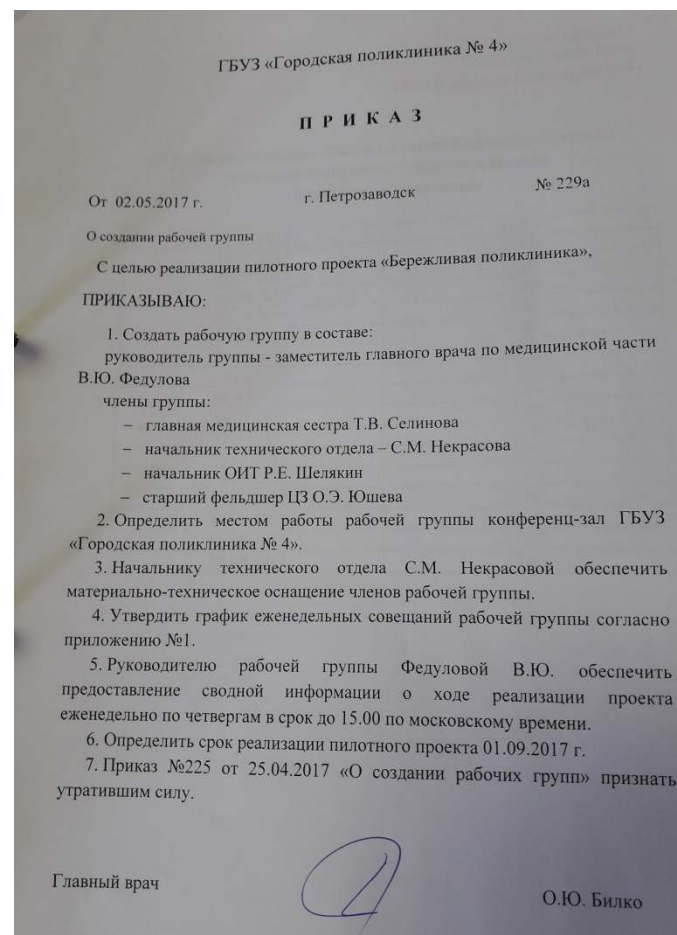 ГБУЗ «Городская поликлиника № 4»
П Р И К А З
От 02.05.2017 г. г. Петрозаводск № 229а
О создании рабочей группы
С целью реализации пилотного проекта «Бережливая поликлиника»,
ПРИКАЗЫВАЮ:
1. Создать рабочую группу в составе:
руководитель группы - заместитель главного врача по медицинской части
В.Ю. Федулова
члены группы:
– главная медицинская сестра Т.В. Селинова
– начальник технического отдела – С.М. Некрасова
– начальник ОИТ Р.Е. Шелякин
– старший фельдшер ЦЗ О.Э. Юшева
2. Определить местом работы рабочей группы конференц-зал ГБУЗ
«Городская поликлиника № 4».
3. Начальнику технического отдела С.М. Некрасовой обеспечить
материально-техническое оснащение членов рабочей группы.
4. Утвердить график еженедельных совещаний рабочей группы согласно
приложению №1.
5. Руководителю рабочей группы Федуловой В.Ю. обеспечить
предоставление сводной информации о ходе реализации проекта
еженедельно по четвергам в срок до 15.00 по московскому времени.
6. Определить срок реализации пилотного проекта 01.09.2017 г.
7. Приказ №225 от 25.04.2017 «О создании рабочих групп» признать
утратившим силу.
Главный врач О.Ю. Билко